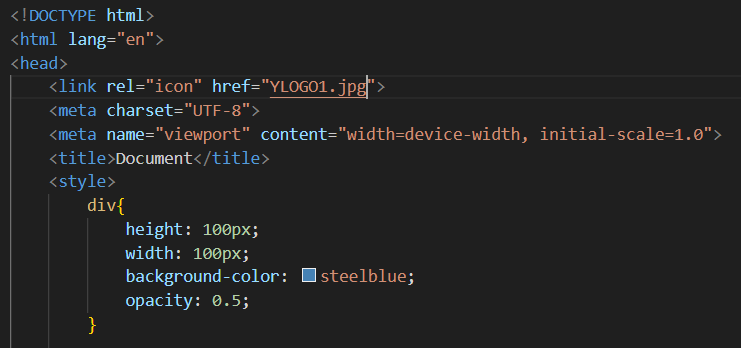 <!DOCTYPE html>
<html lang="en">
<head>
    <link rel="icon" href="YLOGO1.jpg">
    <meta charset="UTF-8">
    <meta name="viewport" content="width=device-width, initial-scale=1.0">
    <title>Document</title>
    <style>
        div{
            height: 100px;
            width: 100px;
            background-color: steelblue;
            opacity: 0.5;
        }